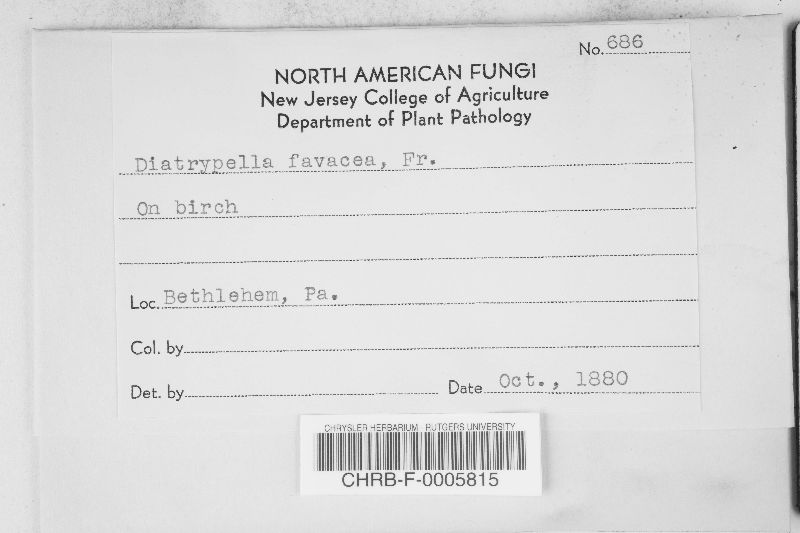 No. 686
NORTH AMERICAN FUNGI
New Jersey College of Agriculture
Department of Plant Pathology
Diatrypella favacea, Fr.
On birch
Loc. Bethlehem, Pa.
Col. by
Det. by
Date Oct., 1880
CHRYSLER HERBARIUM - RUTGERS UNIVERSITY
CHRB-F-0005815